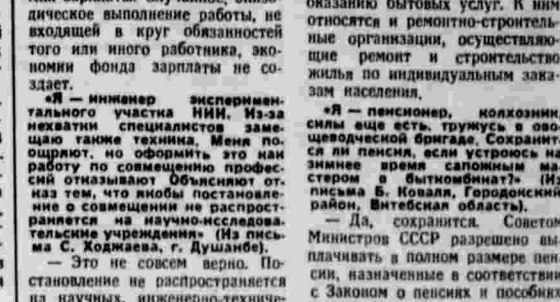 дическое выполнение работы, не
входящей в круг обязанностей
того или иного работника, эко-
номии фонда зарплаты не со-
здает.
«Я — инженер эксперимен-
тального участка НИИ. Из-за
нехватки специалистов заме-
щаю также техника. Меня по-
ощряют, но оформить это как
работу по совмещению профес-
сий отказывают. Объясняют от-
каз тем, что якобы постановле-
ние о совмещении не распрост-
раняется на научно-исследова-
тельские учреждения» (Из пись-
ма С. Ходжаева, г. Душанбе).
— Это не совсем верно. По-
становление не распространяется
на научных, инженерно-техниче-
оказанию бытовых услуг. К ним
относятся и ремонтно-строитель
ные организации, осуществляю-
щие ремонт и строительство
жилья по индивидуальным зака-
зам населения.
«Я — пенсионер, колхозник,
силы еще есть, тружусь в ово
щеводческой бригаде. Сохранит
ся ли пенсия, если устроюсь на
зимнее время сапожным ма
стером в быткомбинат?» (Из
письма Б. Коваля, Городокский
район, Витебская область).
— Да, сохранится. Советом
Министров СССР разрешено вы
плачивать в полном размере пен
сии, назначенные в соответствии
с Законом о пенсиях и пособиях